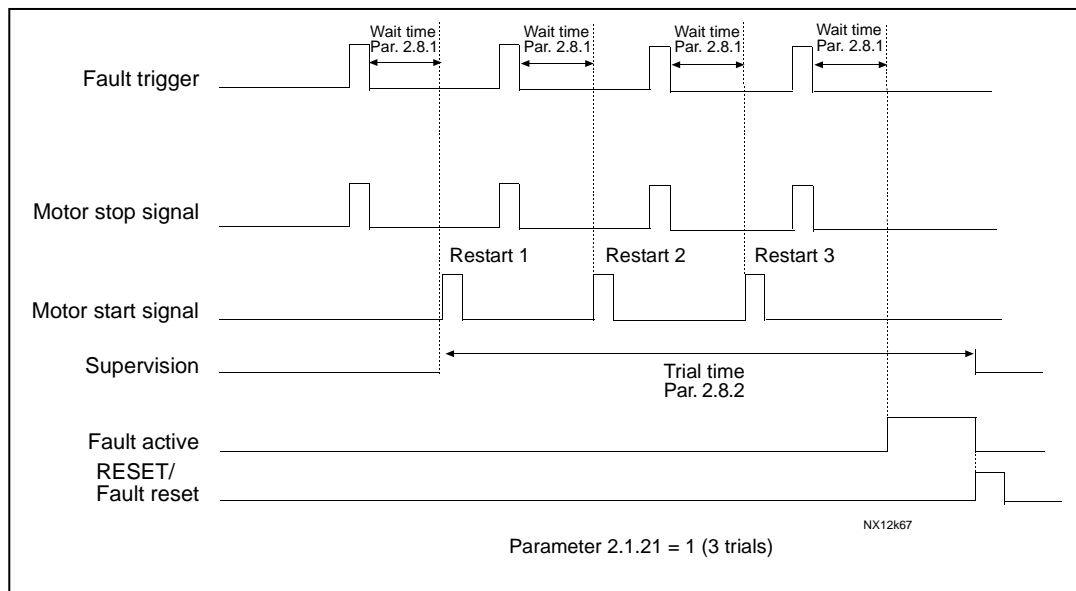 Wait time
Par. 2.8.1
Wait time
Par. 2.8.1
Wait time
Par. 2.8.1
Wait time
Par. 2.8.1
Fault trigger
Motor stop signal
Restart 1
Restart 2
Restart 3
Motor start signal
Supervision
Trial time
Par. 2.8.2
Fault active
RESET/
Fault reset
NX12k67
Parameter 2.1.21 = 1 (3 trials)